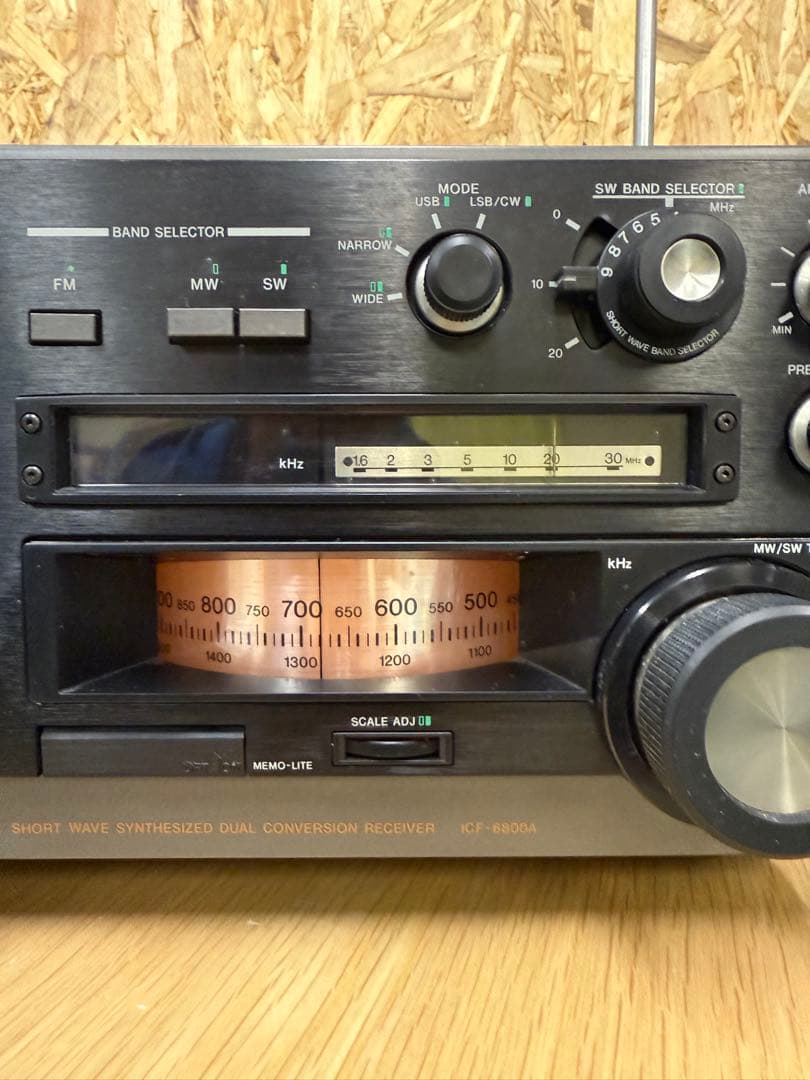 MODE
USB LSB/CW
NARROW
WIDE
BAND SELECTOR
FM MW SW
SW BAND SELECTOR
MHz
0
10
20
9 8 7 6 5
SHORT WAVE BAND SELECTOR
MIN
kHz
1.6 2 3 5 10 20 30 MHz
MW/SW
kHz
850 800 750 700 650 600 550 500
1400 1300 1200 1100
SCALE ADJ
MEMO-LITE
SHORT WAVE SYNTHESIZED DUAL CONVERSION RECEIVER ICF-6800A